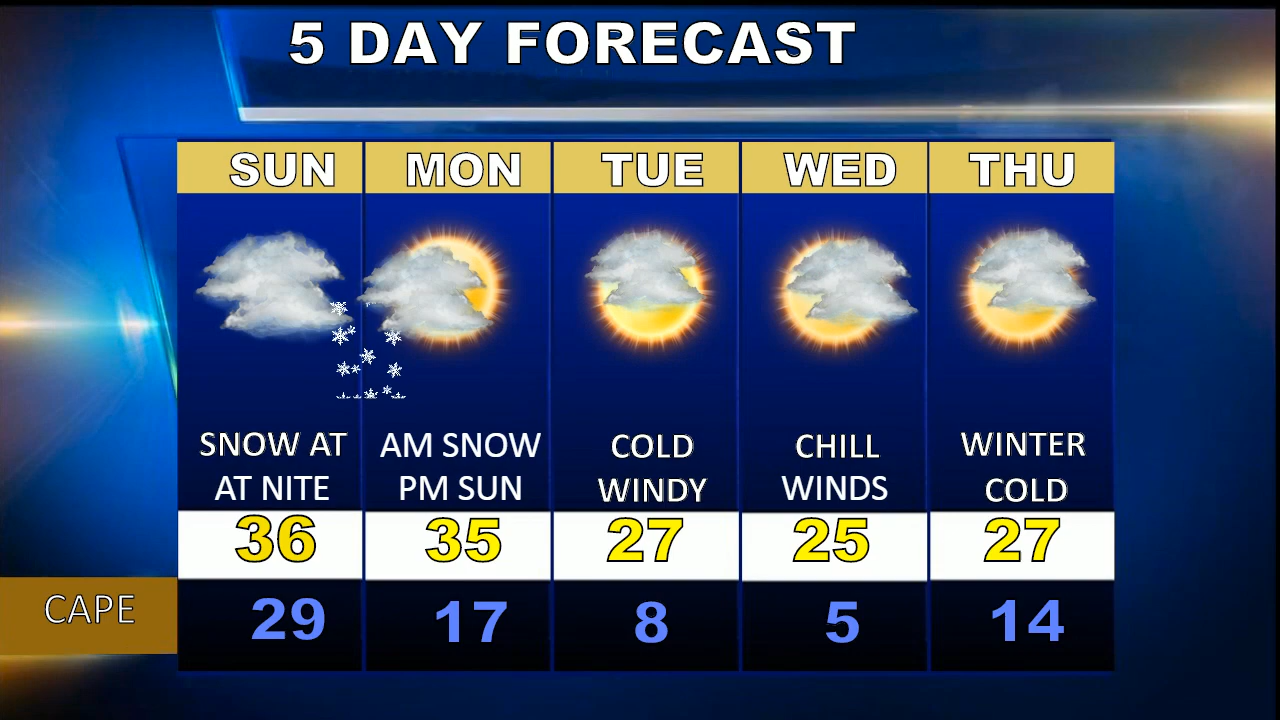 5 DAY FORECAST
SUN MON TUE WED THU
SNOW AT AM SNOW COLD CHILL WINTER
AT NITE PM SUN WINDY WINDS COLD
36 35 27 25 27
CAPE 29 17 8 5 14